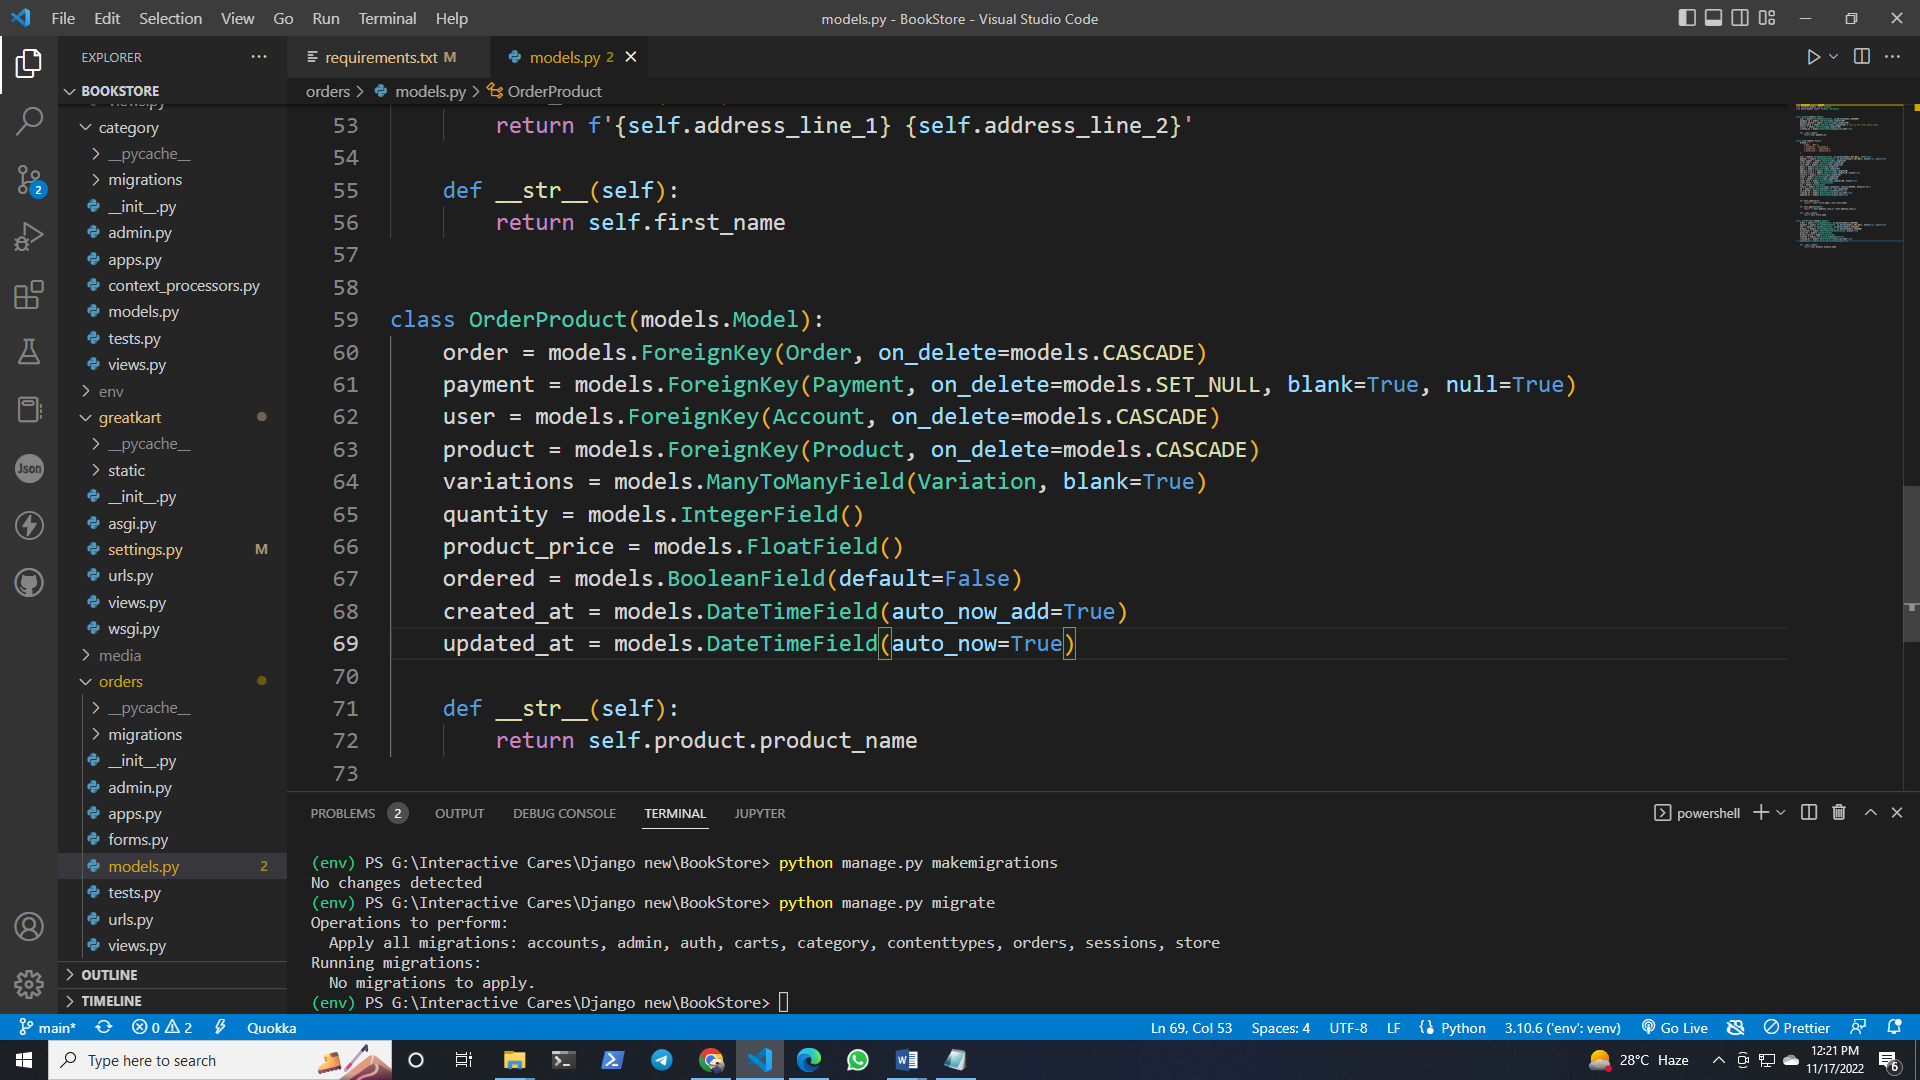 File Edit Selection View Go Run Terminal Help
models.py - BookStore - Visual Studio Code
EXPLORER
BOOKSTORE
views.py
category
__pycache__
migrations
__init__.py
admin.py
apps.py
context_processors.py
models.py
tests.py
views.py
env
greatkart
__pycache__
static
__init__.py
asgi.py
settings.py M
urls.py
views.py
wsgi.py
media
orders
__pycache__
migrations
__init__.py
admin.py
apps.py
forms.py
models.py 2
tests.py
urls.py
views.py
OUTLINE
TIMELINE
2
Json
requirements.txt M
models.py 2
orders > models.py > OrderProduct
53 return f'{self.address_line_1} {self.address_line_2}'
54
55 def __str__(self):
56 return self.first_name
57
58
59 class OrderProduct(models.Model):
60 order = models.ForeignKey(Order, on_delete=models.CASCADE)
61 payment = models.ForeignKey(Payment, on_delete=models.SET_NULL, blank=True, null=True)
62 user = models.ForeignKey(Account, on_delete=models.CASCADE)
63 product = models.ForeignKey(Product, on_delete=models.CASCADE)
64 variations = models.ManyToManyField(Variation, blank=True)
65 quantity = models.IntegerField()
66 product_price = models.FloatField()
67 ordered = models.BooleanField(default=False)
68 created_at = models.DateTimeField(auto_now_add=True)
69 updated_at = models.DateTimeField(auto_now=True)
70
71 def __str__(self):
72 return self.product.product_name
73
PROBLEMS 2 OUTPUT DEBUG CONSOLE TERMINAL JUPYTER
powershell
(env) PS G:\Interactive Cares\Django new\BookStore> python manage.py makemigrations
No changes detected
(env) PS G:\Interactive Cares\Django new\BookStore> python manage.py migrate
Operations to perform:
Apply all migrations: accounts, admin, auth, carts, category, contenttypes, orders, sessions, store
Running migrations:
No migrations to apply.
(env) PS G:\Interactive Cares\Django new\BookStore>
main* 0 2 Quokka
Ln 69, Col 53 Spaces: 4 UTF-8 LF Python 3.10.6 ('env': venv) Go Live Prettier
Type here to search
28°C Haze
12:21 PM
11/17/2022
6